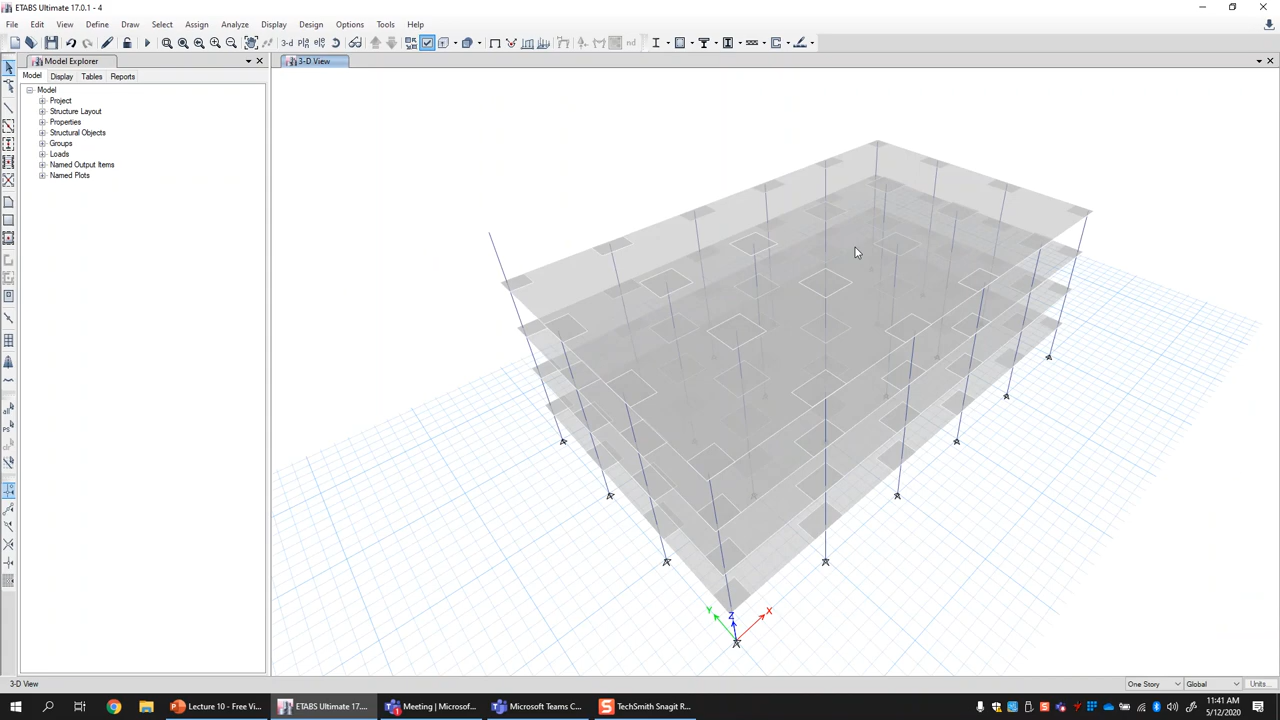 ETABS Ultimate 17.0.1 - 4
File Edit View Define Draw Select Assign Analyze Display Design Options Tools Help
3-d nd
Model Explorer
3-D View
Model Display Tables Reports
Model
Project
Structure Layout
Properties
Structural Objects
Groups
Loads
Named Output Items
Named Plots
Y Z X
3-D View One Story Global Units...
Lecture 10 - Free Vi... ETABS Ultimate 17.... Meeting | Microsof... Microsoft Teams C... TechSmith Snagit R...
11:41 AM
5/12/2020